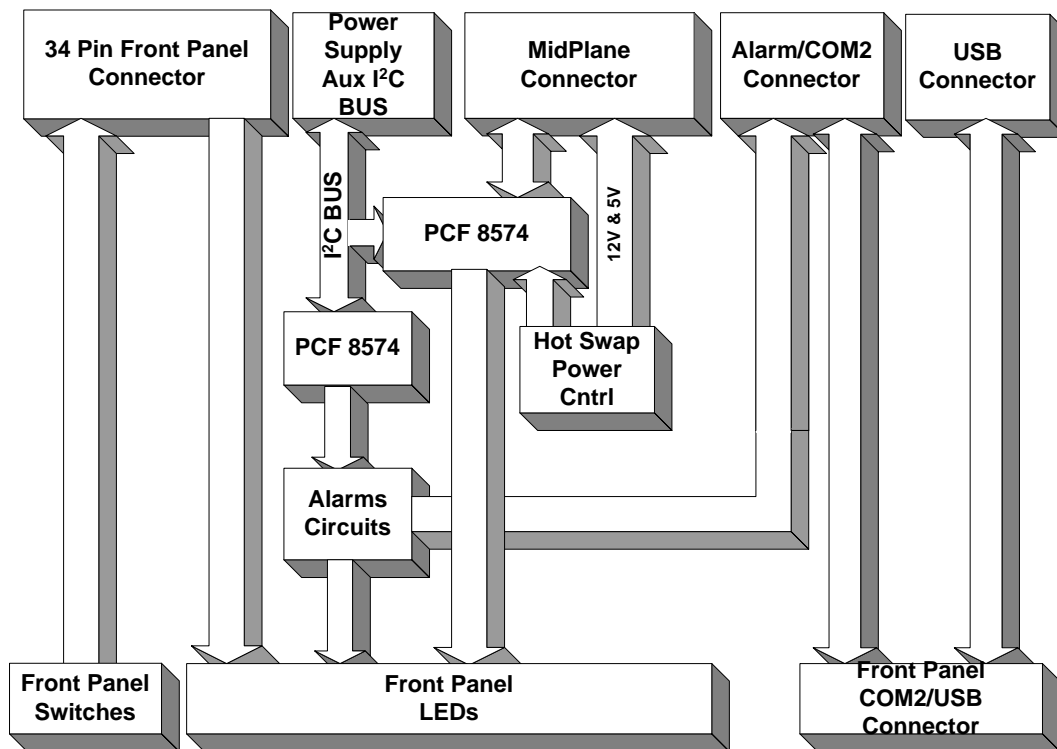 34 Pin Front Panel
Connector
Power
Supply
Aux I²C
BUS
MidPlane
Connector
Alarm/COM2
Connector
USB
Connector
I²C BUS
PCF 8574
12V & 5V
PCF 8574
Hot Swap
Power
Cntrl
Alarms
Circuits
Front Panel
Switches
Front Panel
LEDs
Front Panel
COM2/USB
Connector